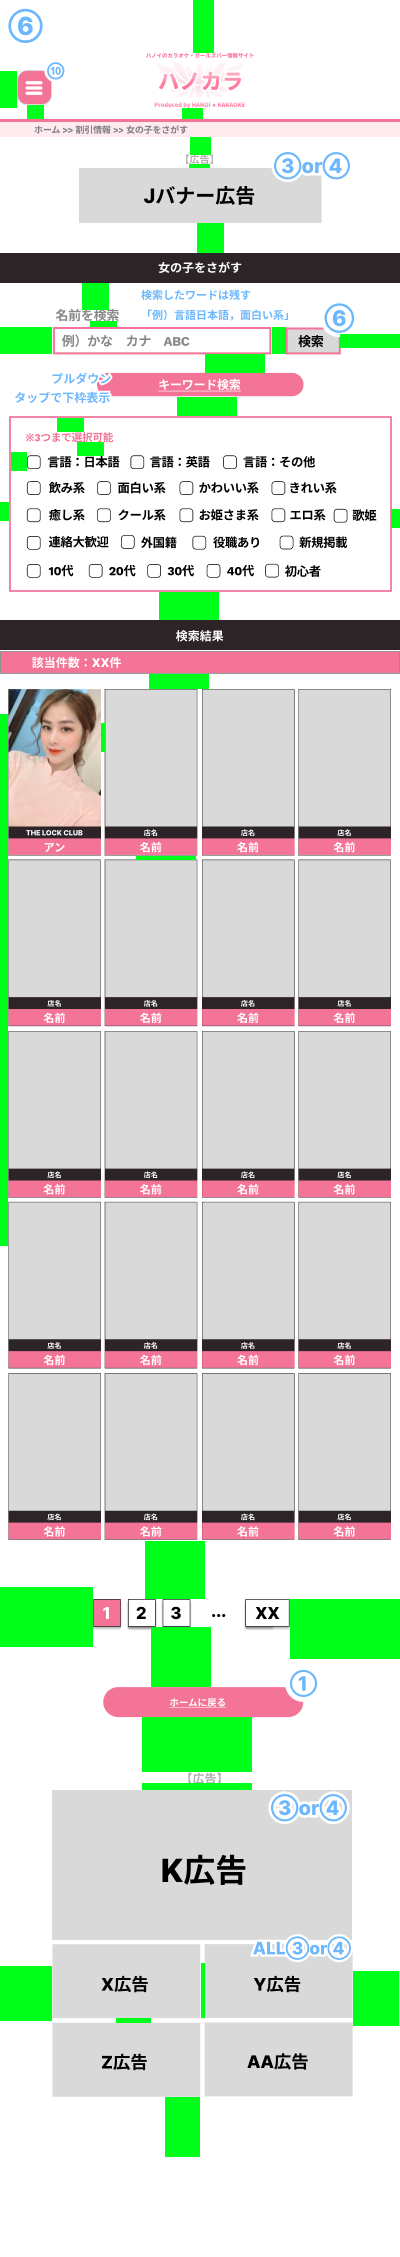 ⑥
ハノイのカラオケ・ガールズバー情報サイト
⑩
ハノカラ
Produced by HANOI × KARAOKE
ホーム >> 割引情報 >> 女の子をさがす
【広告】
③or④
Jバナー広告
女の子をさがす
検索したワードは残す
名前を検索
「例）言語日本語，面白い系」
⑥
例）かな カナ ABC
検索
プルダウン
キーワード検索
タップで下枠表示
※3つまで選択可能
言語：日本語 言語：英語 言語：その他
飲み系 面白い系 かわいい系 きれい系
癒し系 クール系 お姫さま系 エロ系 歌姫
連絡大歓迎 外国籍 役職あり 新規掲載
10代 20代 30代 40代 初心者
検索結果
該当件数：XX件
THE LOCK CLUB 店名 店名 店名
アン 名前 名前 名前
店名 店名 店名 店名
名前 名前 名前 名前
店名 店名 店名 店名
名前 名前 名前 名前
店名 店名 店名 店名
名前 名前 名前 名前
店名 店名 店名 店名
名前 名前 名前 名前
1 2 3 ... XX
①
ホームに戻る
【広告】
③or④
K広告
ALL③or④
X広告 Y広告
Z広告 AA広告